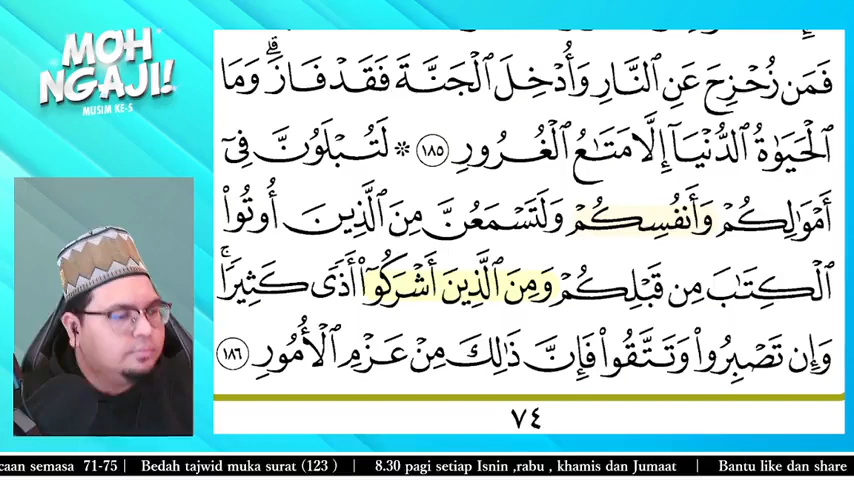 MOH
NGAJI!
MUSIM KE-5
فَمَن زُحْزِحَ عَنِ ٱلنَّارِ وَأُدْخِلَ ٱلْجَنَّةَ فَقَدْ فَازَ ۗ وَمَا
ٱلْحَيَوٰةُ ٱلدُّنْيَآ إِلَّا مَتَٰعُ ٱلْغُرُورِ ١٨٥ ۞ لَتُبْلَوُنَّ فِىٓ
أَمْوَٰلِكُمْ وَأَنفُسِكُمْ وَلَتَسْمَعُنَّ مِنَ ٱلَّذِينَ أُوتُوا۟
ٱلْكِتَٰبَ مِن قَبْلِكُمْ وَمِنَ ٱلَّذِينَ أَشْرَكُوٓا۟ أَذًى كَثِيرًا ۚ
وَإِن تَصْبِرُوا۟ وَتَتَّقُوا۟ فَإِنَّ ذَٰلِكَ مِنْ عَزْمِ ٱلْأُمُورِ ١٨٦
٧٤
caan semasa 71-75 | Bedah tajwid muka surat (123 ) | 8.30 pagi setiap Isnin ,rabu , khamis dan Jumaat | Bantu like dan share